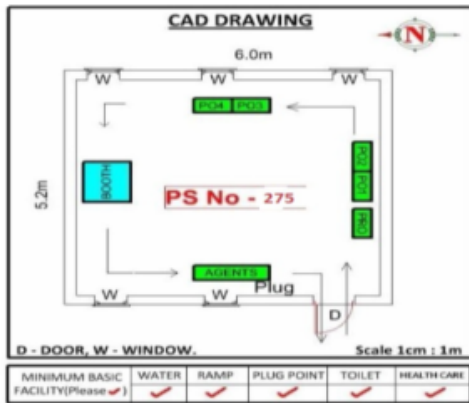 CAD DRAWING
N
6.0m
W W W
PO4 PO3
5.2m
BOOTH
PS No - 275
PO2
PO1
PRO
AGENTS
Plug
W W
D
D - DOOR, W - WINDOW.
Scale 1cm : 1m
MINIMUM BASIC FACILITY(Please ✓) WATER RAMP PLUG POINT TOILET HEALTH CARE
✓ ✓ ✓ ✓ ✓